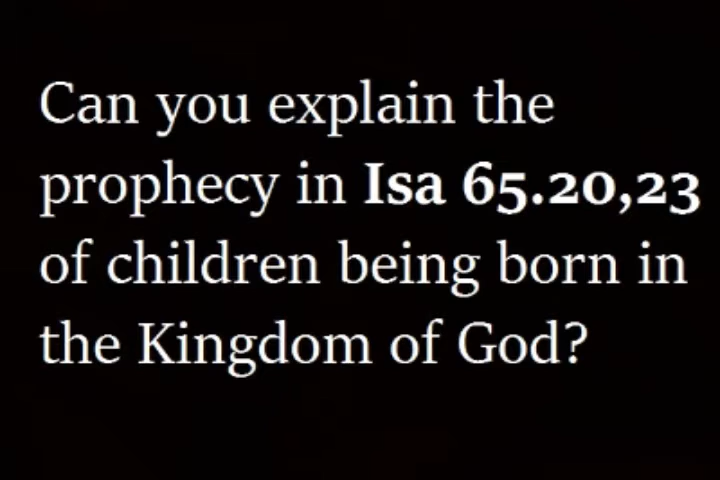 Can you explain the
prophecy in Isa 65.20,23
of children being born in
the Kingdom of God?